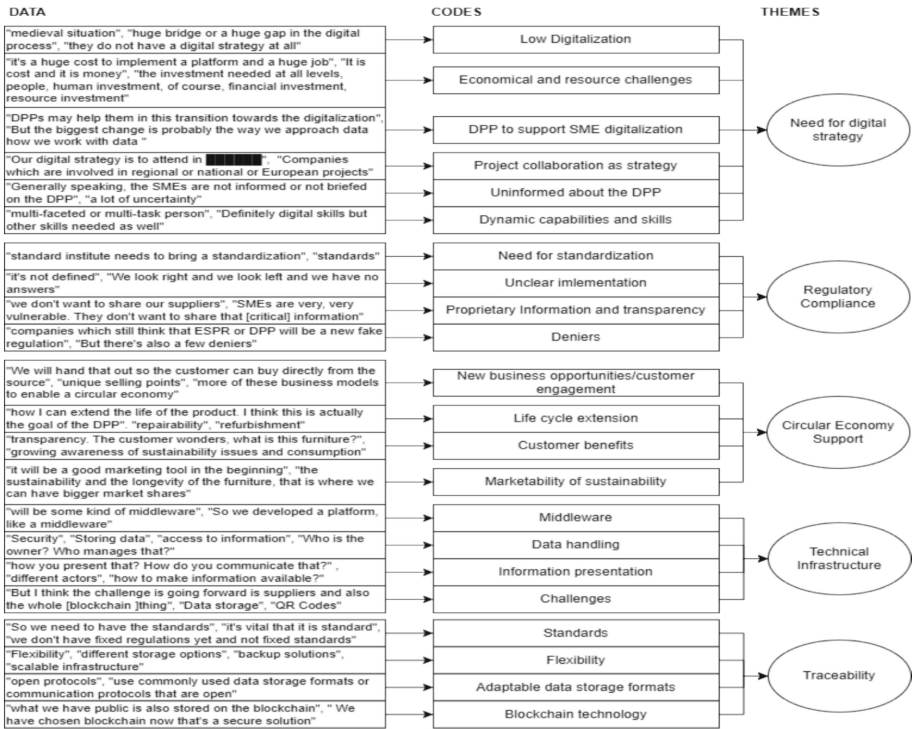 DATA
CODES
THEMES
"medieval situation", "huge bridge or a huge gap in the digital
process", "they do not have a digital strategy at all"
Low Digitalization
"it's a huge cost to implement a platform and a huge job", "It is
cost and it is money", "the investment needed at all levels,
people, human investment, of course, financial investment,
resource investment"
Economical and resource challenges
"DPPs may help them in this transition towards the digitalization",
"But the biggest change is probably the way we approach data
how we work with data "
DPP to support SME digitalization
"Our digital strategy is to attend in ██████", "Companies
which are involved in regional or national or European projects"
Project collaboration as strategy
"Generally speaking, the SMEs are not informed or not briefed
on the DPP", "a lot of uncertainty"
Uninformed about the DPP
"multi-faceted or multi-task person", "Definitely digital skills but
other skills needed as well"
Dynamic capabilities and skills
Need for digital
strategy
"standard institute needs to bring a standardization", "standards"
Need for standardization
"it's not defined", "We look right and we look left and we have no
answers"
Unclear imlementation
"we don't want to share our suppliers", "SMEs are very, very
vulnerable. They don't want to share that [critical] information"
Proprietary Information and transparency
"companies which still think that ESPR or DPP will be a new fake
regulation", "But there's also a few deniers"
Deniers
Regulatory
Compliance
"We will hand that out so the customer can buy directly from the
source", "unique selling points", "more of these business models
to enable a circular economy"
New business opportunities/customer
engagement
"how I can extend the life of the product. I think this is actually
the goal of the DPP". "repairability", "refurbishment"
Life cycle extension
"transparency. The customer wonders, what is this furniture?",
"growing awareness of sustainability issues and consumption"
Customer benefits
"it will be a good marketing tool in the beginning", "the
sustainability and the longevity of the furniture, that is where we
can have bigger market shares"
Marketability of sustainability
Circular Economy
Support
"will be some kind of middleware", "So we developed a platform,
like a middleware"
Middleware
"Security", "Storing data", "access to information", "Who is the
owner? Who manages that?"
Data handling
"how you present that? How do you communicate that?" ,
"different actors", "how to make information available?"
Information presentation
"But I think the challenge is going forward is suppliers and also
the whole [blockchain ]thing", "Data storage", "QR Codes"
Challenges
Technical
Infrastructure
"So we need to have the standards", "it's vital that it is standard",
"we don't have fixed regulations yet and not fixed standards"
Standards
"Flexibility", "different storage options", "backup solutions",
"scalable infrastructure"
Flexibility
"open protocols", "use commonly used data storage formats or
communication protocols that are open"
Adaptable data storage formats
"what we have public is also stored on the blockchain", " We
have chosen blockchain now that's a secure solution"
Blockchain technology
Traceability